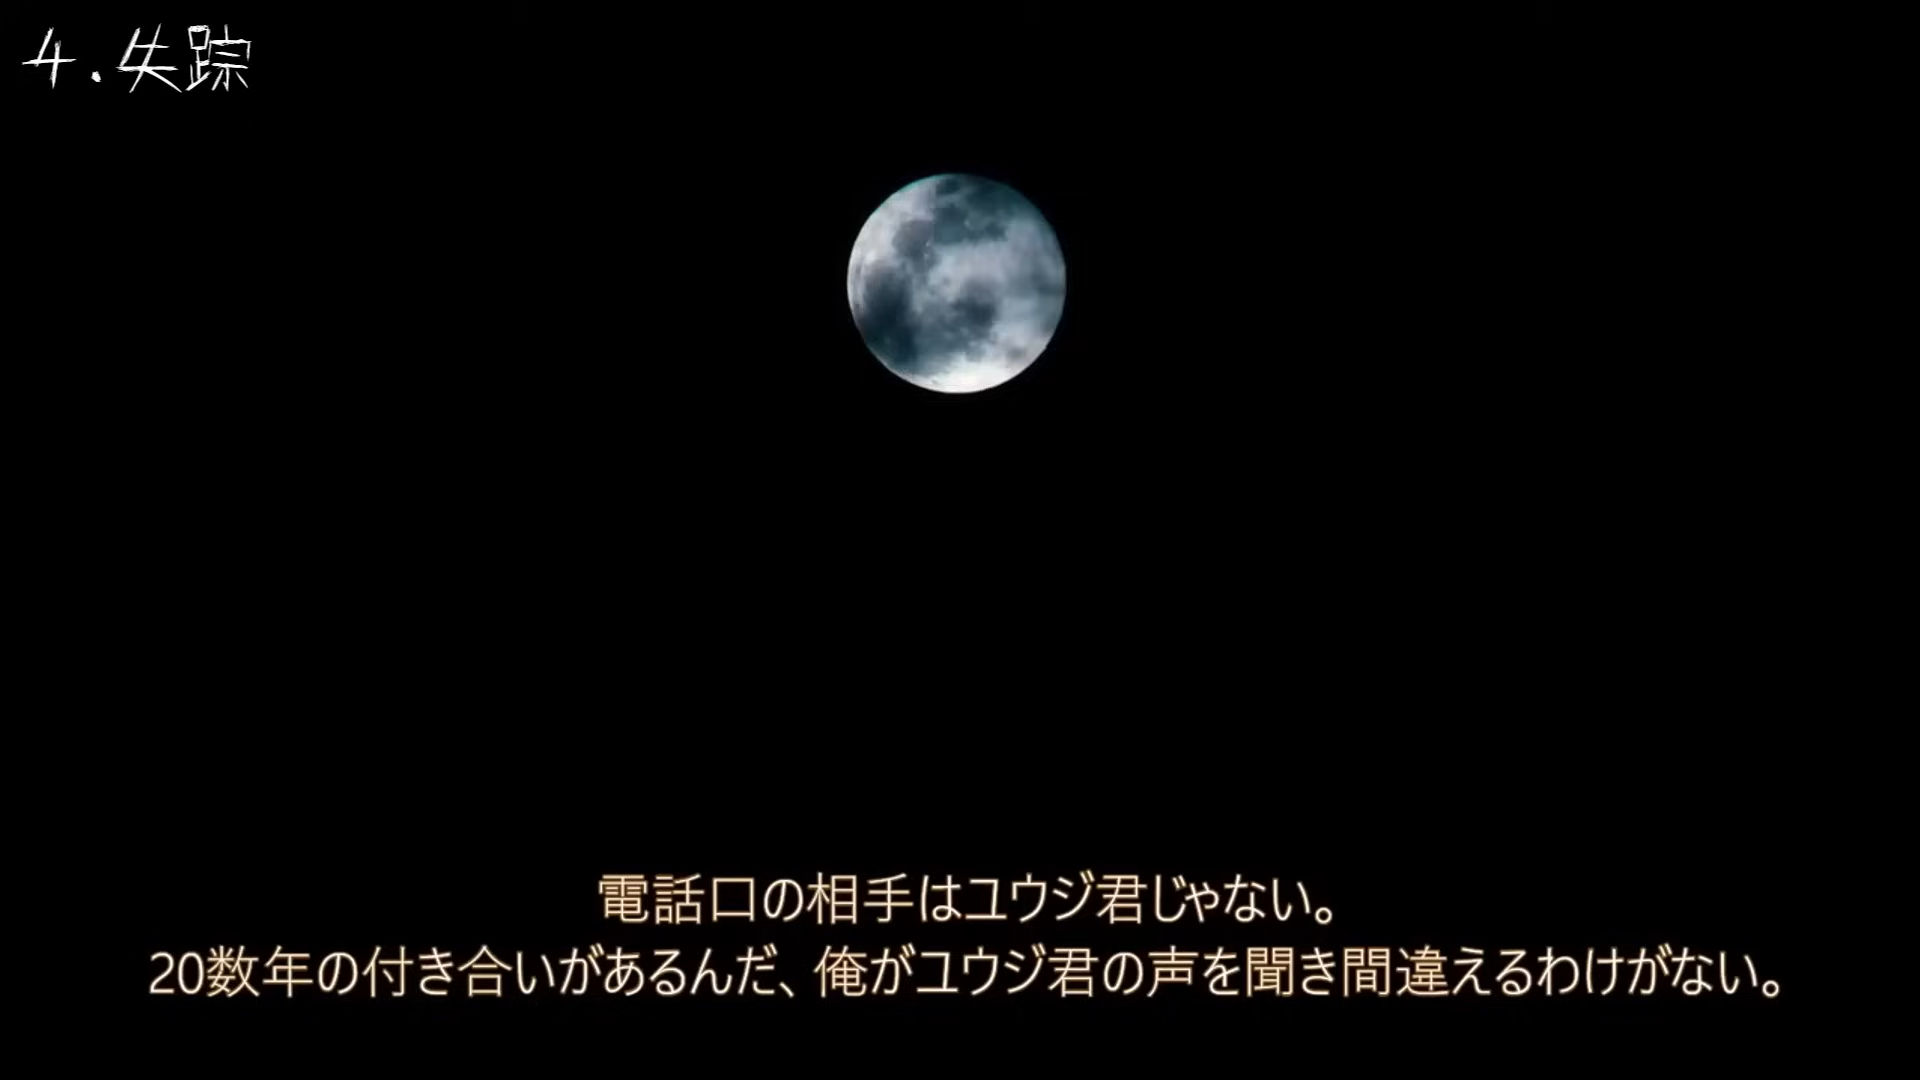 4.失踪
電話口の相手はユウジ君じゃない。
20数年の付き合いがあるんだ、俺がユウジ君の声を聞き間違えるわけがない。